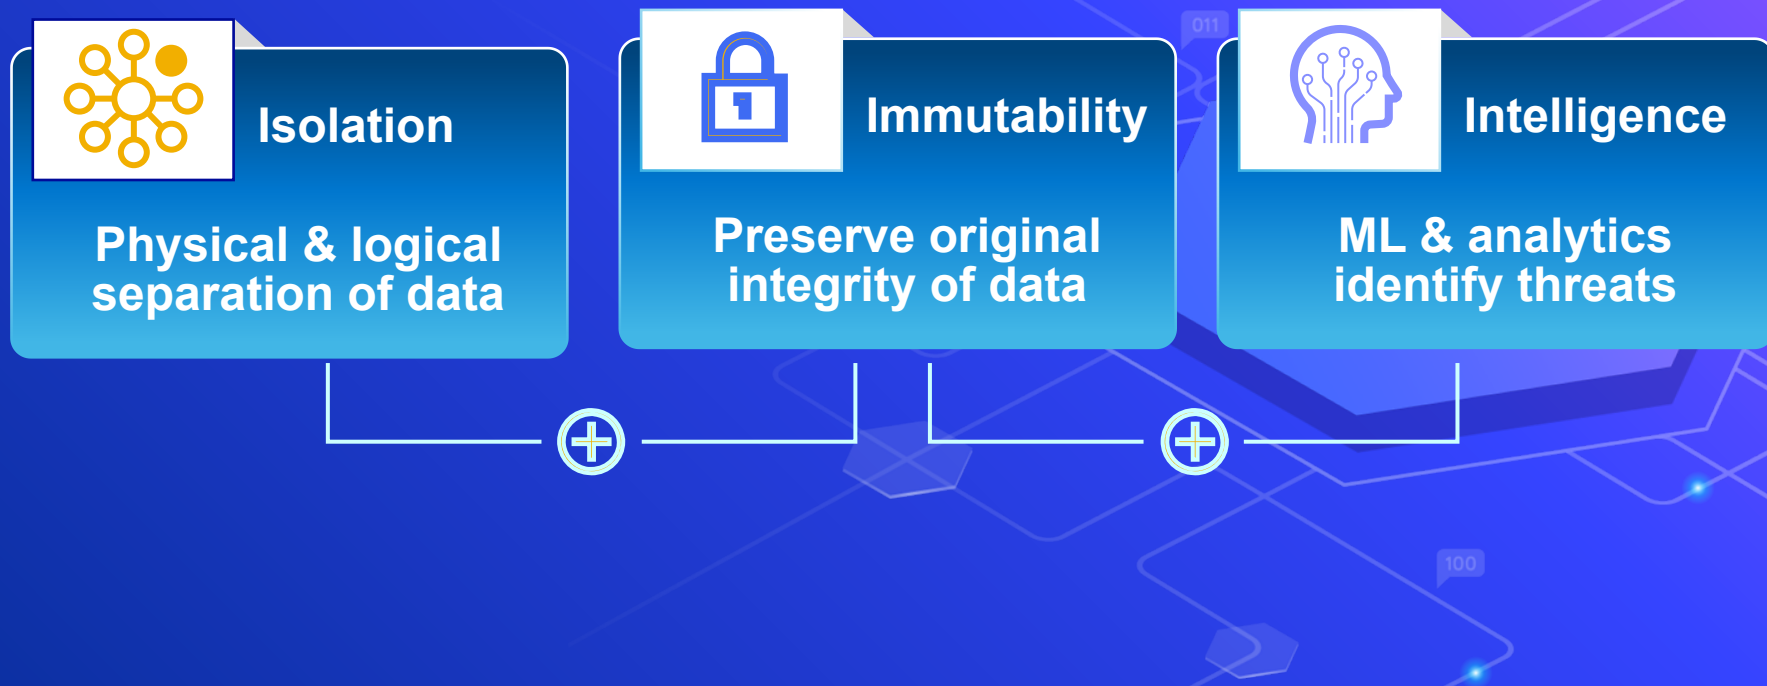 011
Isolation
Physical & logical
separation of data
Immutability
Preserve original
integrity of data
Intelligence
ML & analytics
identify threats
100